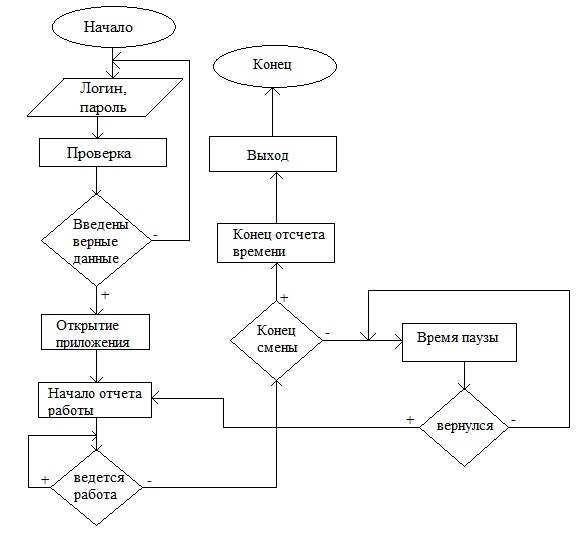 Начало
Логин,
пароль
Проверка
Введены
верные
данные
-
+
Открытие
приложения
Начало отчета
работы
ведется
работа
+
-
Конец
Выход
Конец отсчета
времени
+
Конец
смены
-
Время паузы
вернулся
+
-